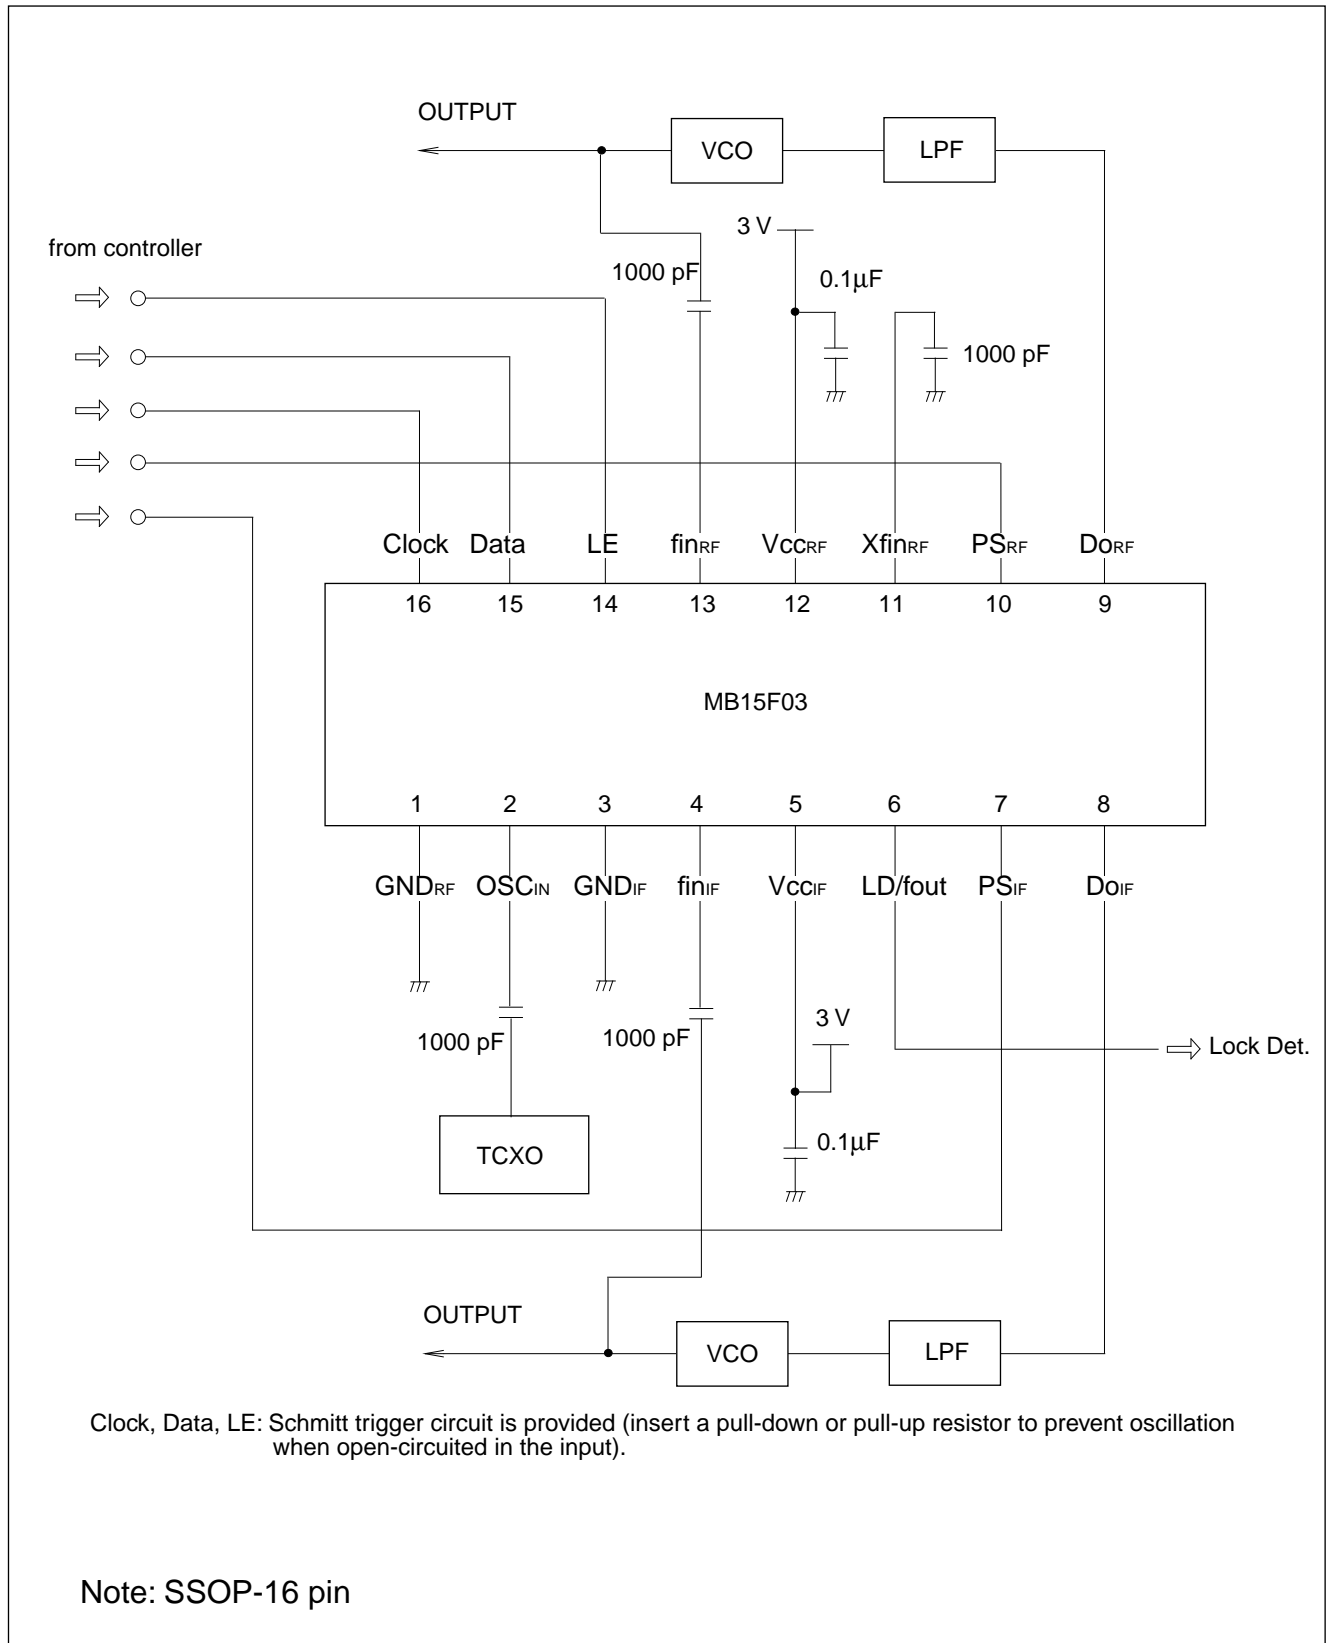 OUTPUT
VCO
LPF
3 V
from controller
1000 pF
0.1μF
1000 pF
Clock Data LE finRF VccRF XfinRF PSRF DoRF
16 15 14 13 12 11 10 9
MB15F03
1 2 3 4 5 6 7 8
GNDRF OSCIN GNDIF finIF VccIF LD/fout PSIF DoIF
3 V
1000 pF
1000 pF
Lock Det.
TCXO
0.1μF
OUTPUT
VCO
LPF
Clock, Data, LE: Schmitt trigger circuit is provided (insert a pull-down or pull-up resistor to prevent oscillation
when open-circuited in the input).
Note: SSOP-16 pin